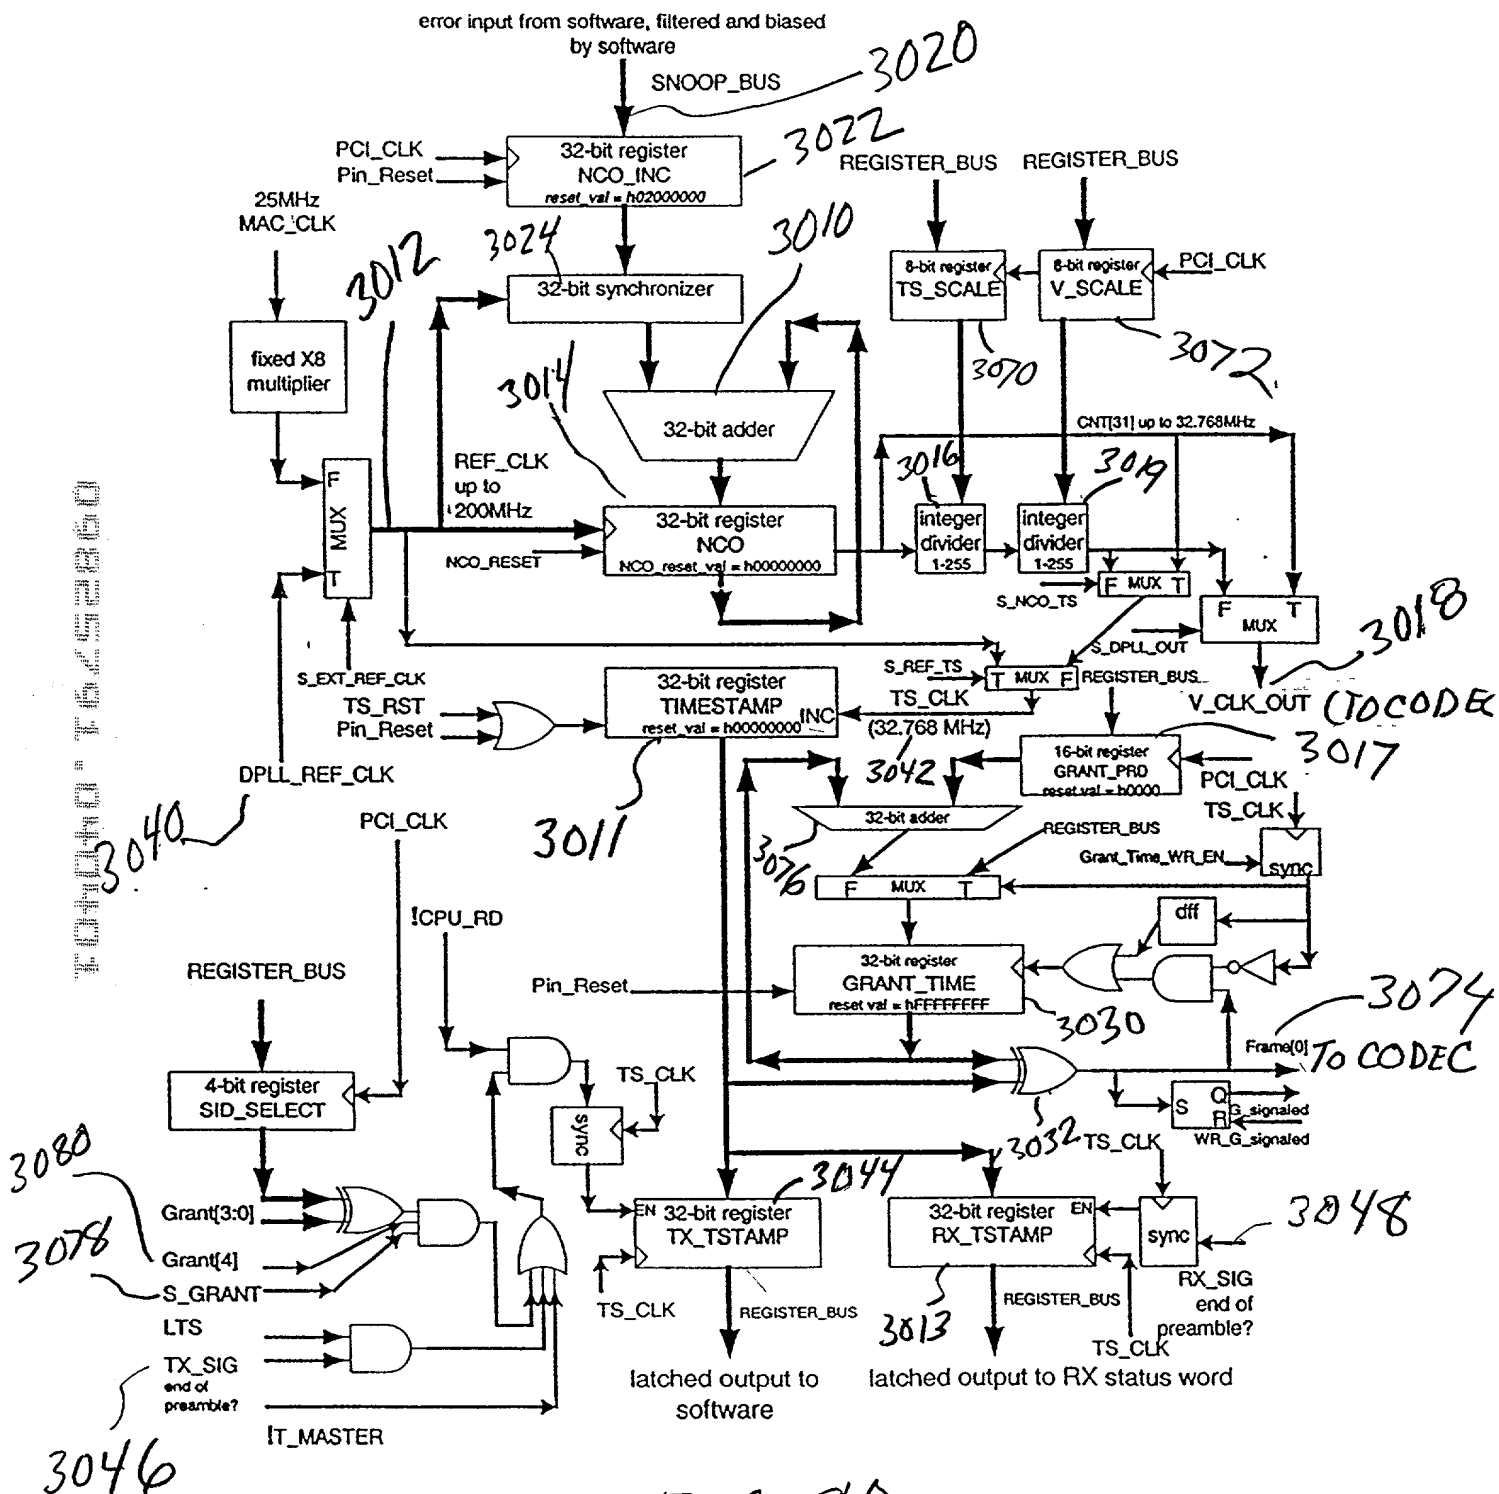 error input from software, filtered and biased
by software
SNOOP_BUS
3020
PCI_CLK
Pin_Reset
32-bit register
NCO_INC
reset_val = h02000000
3022
REGISTER_BUS
REGISTER_BUS
25MHz
MAC_CLK
3012
3024
32-bit synchronizer
3010
8-bit register
TS_SCALE
8-bit register
V_SCALE
PCI_CLK
3070
3072
fixed X8
multiplier
3014
32-bit adder
CNT[31] up to 32.768MHz
F
MUX
T
REF_CLK
up to
200MHz
3016
3019
32-bit register
NCO
NCO_reset_val = h00000000
NCO_RESET
integer
divider
1-255
integer
divider
1-255
S_NCO_TS
F MUX T
F T
MUX
S_DPLL_OUT
3018
S_EXT_REF_CLK
TS_RST
Pin_Reset
32-bit register
TIMESTAMP
reset_val = h00000000
INC
S_REF_TS
T MUX F
REGISTER_BUS
TS_CLK
(32.768 MHz)
V_CLK_OUT (TO CODEC
3017
DPLL_REF_CLK
3040
3011
3042
16-bit register
GRANT_PRD
reset val = h0000
PCI_CLK
TS_CLK
PCI_CLK
32-bit adder
3076
REGISTER_BUS
Grant_Time_WR_EN
sync
F MUX T
dff
!CPU_RD
REGISTER_BUS
Pin_Reset
32-bit register
GRANT_TIME
reset val = hFFFFFFFF
3030
3074
Frame[0]
TO CODEC
4-bit register
SID_SELECT
TS_CLK
sync
3032
S Q
R
G_signaled
WR_G_signaled
TS_CLK
3080
Grant[3:0]
3078
Grant[4]
S_GRANT
3044
EN
32-bit register
TX_TSTAMP
32-bit register
RX_TSTAMP
EN
sync
3048
LTS
TX_SIG
end of
preamble?
TS_CLK
REGISTER_BUS
3013
REGISTER_BUS
TS_CLK
RX_SIG
end of
preamble?
latched output to
software
latched output to RX status word
!T_MASTER
3046